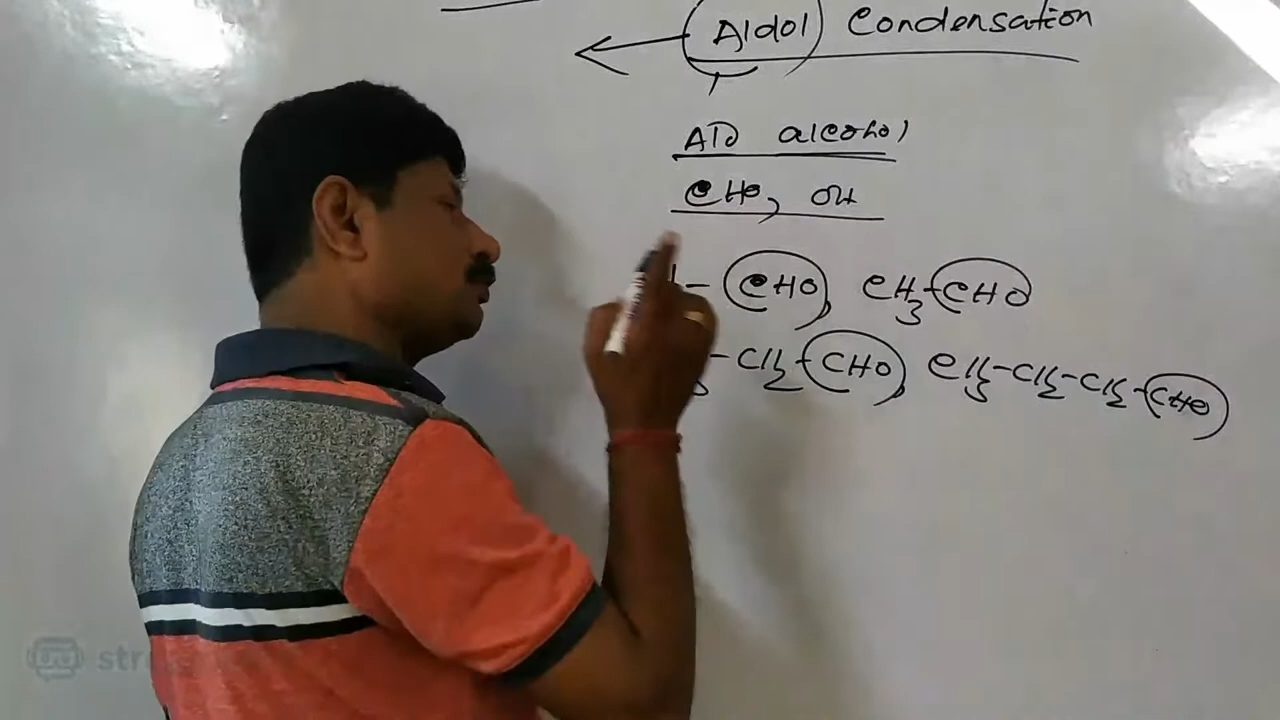 Aldol Condensation
ALD alcohol
CHO, OH
- CHO, CH3-CHO
- CH2-CHO, CH3-CH2-CH2-CHO